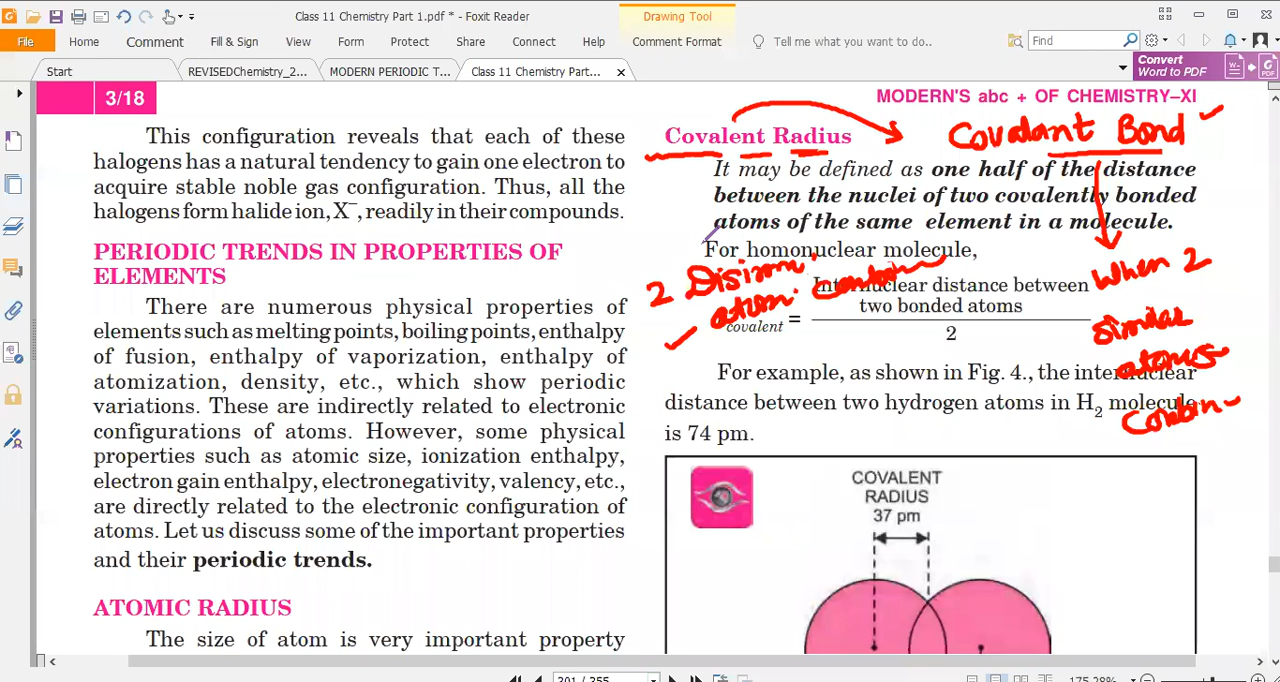 Class 11 Chemistry Part 1.pdf * - Foxit Reader
Drawing Tool
File Home Comment Fill & Sign View Form Protect Share Connect Help Comment Format Tell me what you want to do.. Find
Start REVISEDChemistry_2... MODERN PERIODIC T... Class 11 Chemistry Part...
Convert
Word to PDF
3/18
This configuration reveals that each of these
halogens has a natural tendency to gain one electron to
acquire stable noble gas configuration. Thus, all the
halogens form halide ion, X⁻, readily in their compounds.
PERIODIC TRENDS IN PROPERTIES OF
ELEMENTS
There are numerous physical properties of
elements such as melting points, boiling points, enthalpy
of fusion, enthalpy of vaporization, enthalpy of
atomization, density, etc., which show periodic
variations. These are indirectly related to electronic
configurations of atoms. However, some physical
properties such as atomic size, ionization enthalpy,
electron gain enthalpy, electronegativity, valency, etc.,
are directly related to the electronic configuration of
atoms. Let us discuss some of the important properties
and their periodic trends.
ATOMIC RADIUS
The size of atom is very important property
MODERN'S abc + OF CHEMISTRY–XI
Covalent Radius
Covalant Bond
It may be defined as one half of the distance
between the nuclei of two covalently bonded
atoms of the same element in a molecule.
For homonuclear molecule,
When 2
similar
atoms
Combin
2
atom.
Internuclear distance between
two bonded atoms
covalent =
2
For example, as shown in Fig. 4., the internuclear
distance between two hydrogen atoms in H₂ molecule
is 74 pm.
COVALENT
RADIUS
37 pm
201 / 355
175.28%